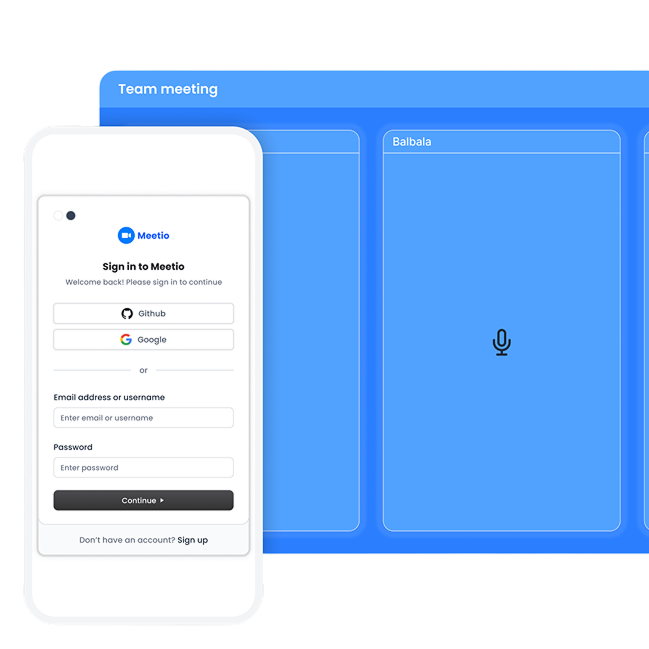 Team meeting
Balbala
Meetio
Sign in to Meetio
Welcome back! Please sign in to continue
Github
Google
or
Email address or username
Enter email or username
Password
Enter password
Continue
Don't have an account? Sign up